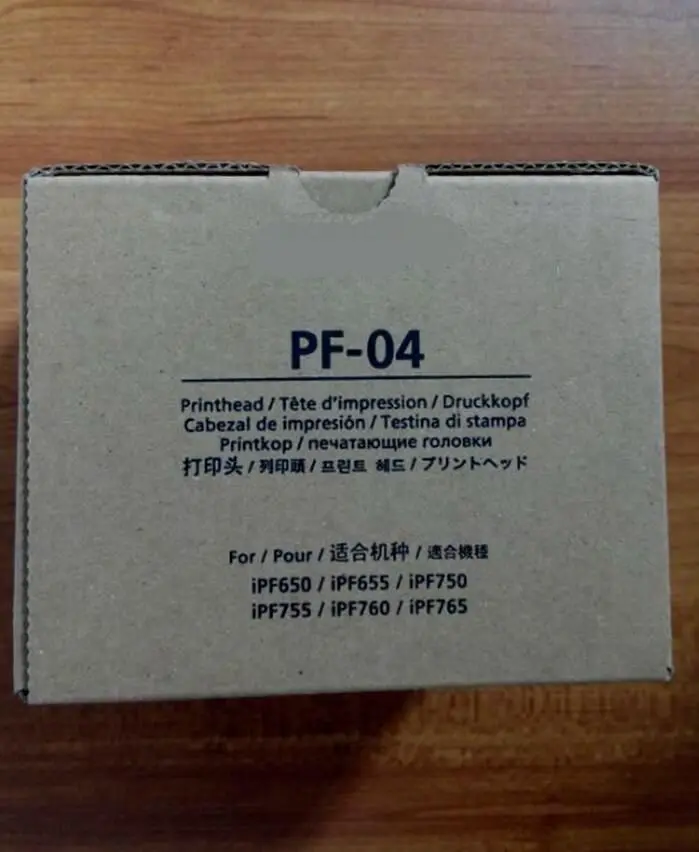 PF-04
Printhead / Tête d'impression / Druckkopf
Cabezal de impresión / Testina di stampa
Printkop / печатающие головки
打印头 / 列印頭 / 프린트 헤드 / プリントヘッド
For / Pour / 适合机种 / 適合機種
iPF650 / iPF655 / iPF750
iPF755 / iPF760 / iPF765